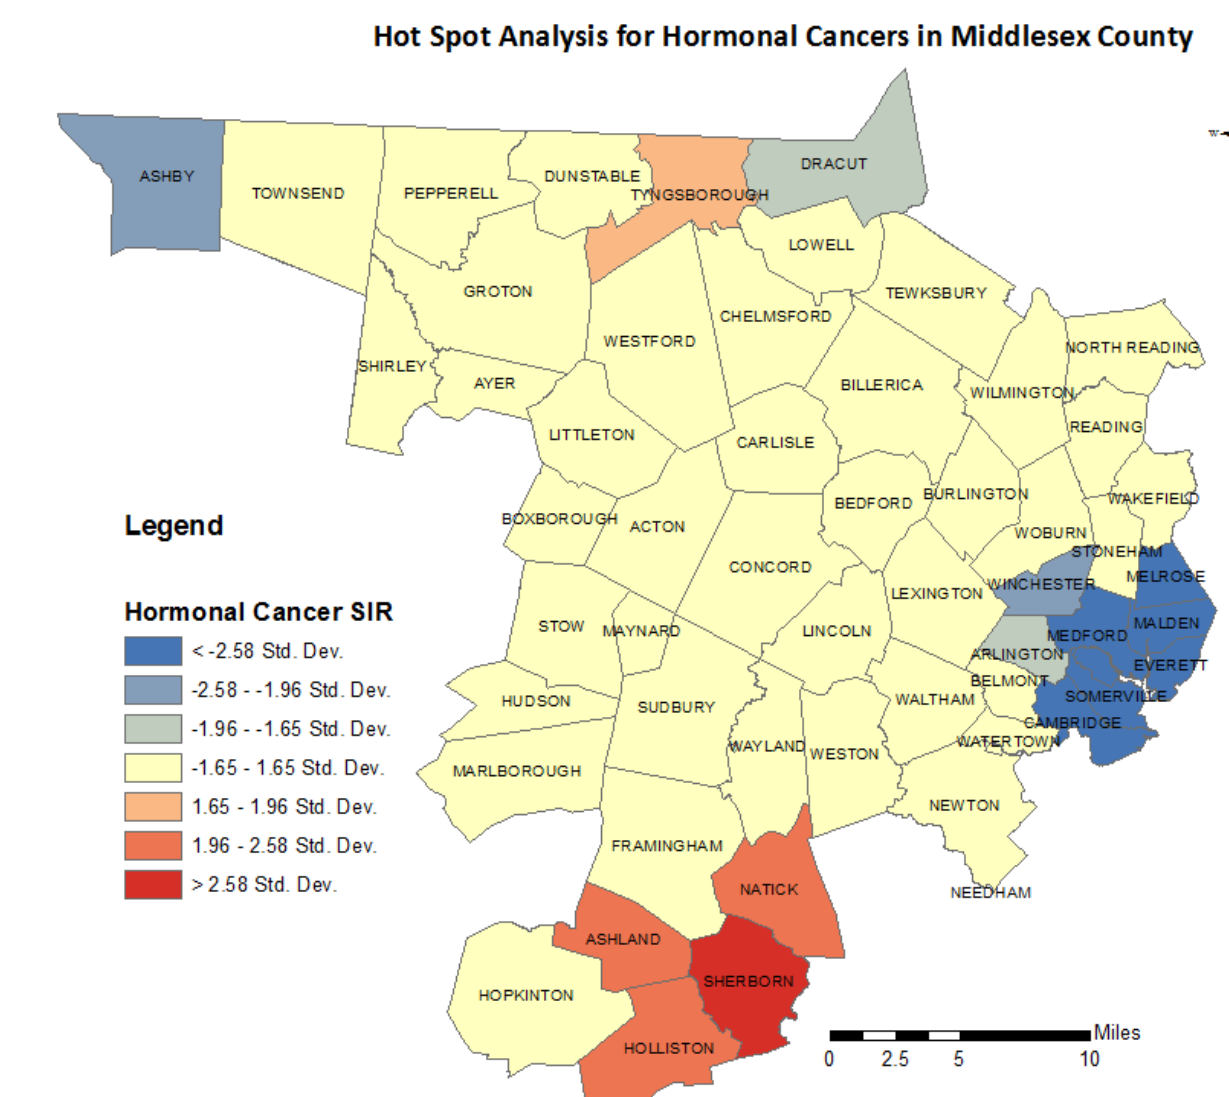 Hot Spot Analysis for Hormonal Cancers in Middlesex County
W
DRACUT
ASHBY
DUNSTABLE
TOWNSEND
PEPPERELL
TYNGSBOROUGH
LOWELL
GROTON
TEWKSBURY
CHELMSFORD
WESTFORD
NORTH READING
SHIRLEY
AYER
BILLERICA
WILMINGTON
READING
LITTLETON
CARLISLE
BURLINGTON
WAKEFIELD
BEDFORD
BOXBOROUGH
ACTON
WOBURN
STONEHAM
CONCORD
MELROSE
WINCHESTER
LEXINGTON
STOW
MAYNARD
LINCOLN
MALDEN
MEDFORD
ARLINGTON
EVERETT
BELMONT
SOMERVILLE
HUDSON
SUDBURY
WALTHAM
CAMBRIDGE
WATERTOWN
WAYLAND
WESTON
MARLBOROUGH
NEWTON
FRAMINGHAM
NATICK
NEEDHAM
ASHLAND
SHERBORN
HOPKINTON
HOLLISTON
Legend
Hormonal Cancer SIR
< -2.58 Std. Dev.
-2.58 - -1.96 Std. Dev.
-1.96 - -1.65 Std. Dev.
-1.65 - 1.65 Std. Dev.
1.65 - 1.96 Std. Dev.
1.96 - 2.58 Std. Dev.
> 2.58 Std. Dev.
Miles
0 2.5 5 10